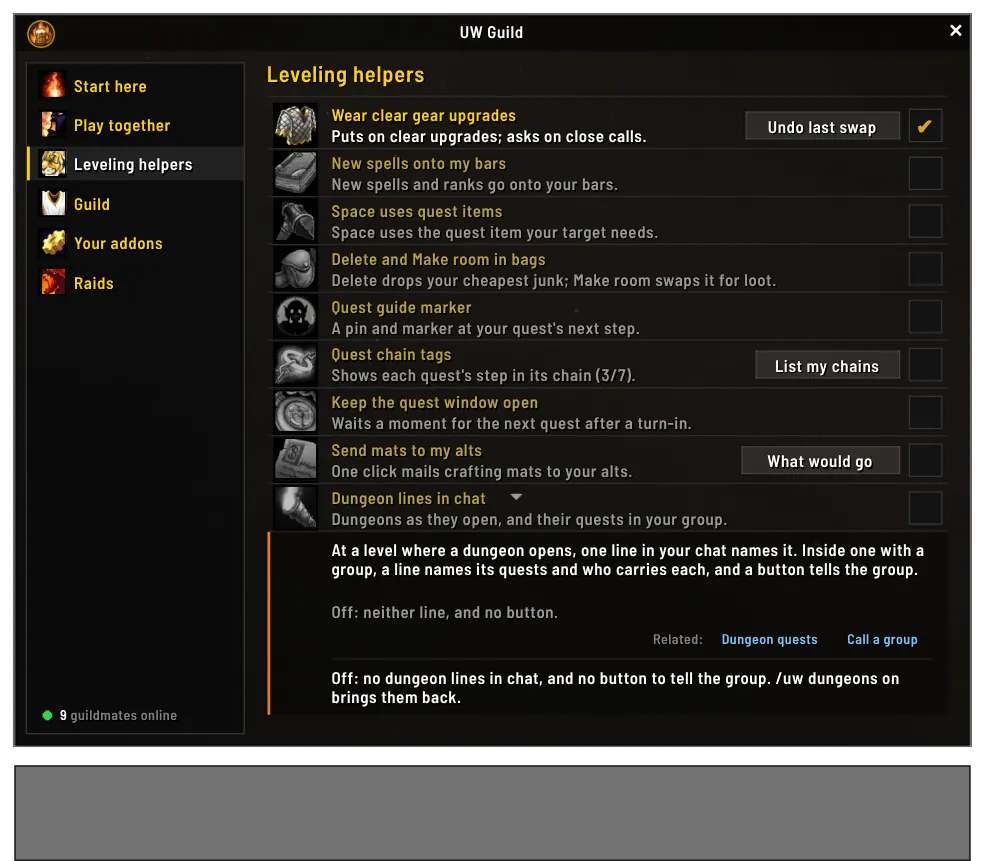 UW Guild
Start here
Play together
Leveling helpers
Guild
Your addons
Raids
9 guildmates online
Leveling helpers
Wear clear gear upgrades
Puts on clear upgrades; asks on close calls.
Undo last swap
New spells onto my bars
New spells and ranks go onto your bars.
Space uses quest items
Space uses the quest item your target needs.
Delete and Make room in bags
Delete drops your cheapest junk; Make room swaps it for loot.
Quest guide marker
A pin and marker at your quest's next step.
Quest chain tags
Shows each quest's step in its chain (3/7).
List my chains
Keep the quest window open
Waits a moment for the next quest after a turn-in.
Send mats to my alts
One click mails crafting mats to your alts.
What would go
Dungeon lines in chat
Dungeons as they open, and their quests in your group.
At a level where a dungeon opens, one line in your chat names it. Inside one with a
group, a line names its quests and who carries each, and a button tells the group.
Off: neither line, and no button.
Related: Dungeon quests Call a group
Off: no dungeon lines in chat, and no button to tell the group. /uw dungeons on
brings them back.